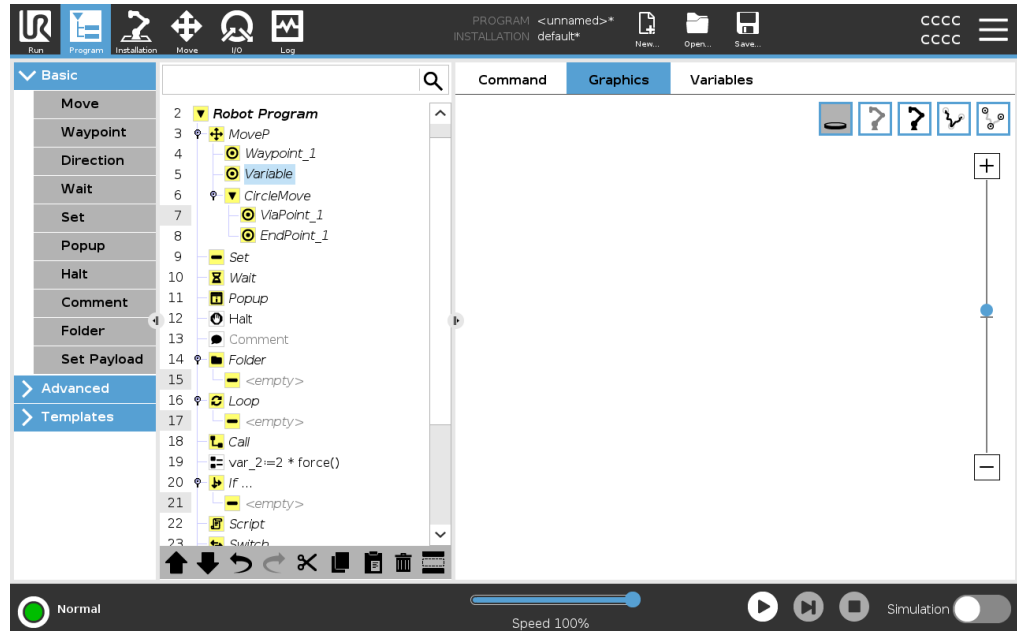 PROGRAM <unnamed>*
INSTALLATION default*
CCCC
CCCC
Run
Program
Installation
Move
I/O
Log
New...
Open...
Save...
Basic
Move
Waypoint
Direction
Wait
Set
Popup
Halt
Comment
Folder
Set Payload
Advanced
Templates
2 Robot Program
3 MoveP
4 Waypoint_1
5 Variable
6 CircleMove
7 ViaPoint_1
8 EndPoint_1
9 Set
10 Wait
11 Popup
12 Halt
13 Comment
14 Folder
15 <empty>
16 Loop
17 <empty>
18 Call
19 var_2:=2 * force()
20 If ...
21 <empty>
22 Script
23 Switch
Command
Graphics
Variables
Normal
Speed 100%
Simulation